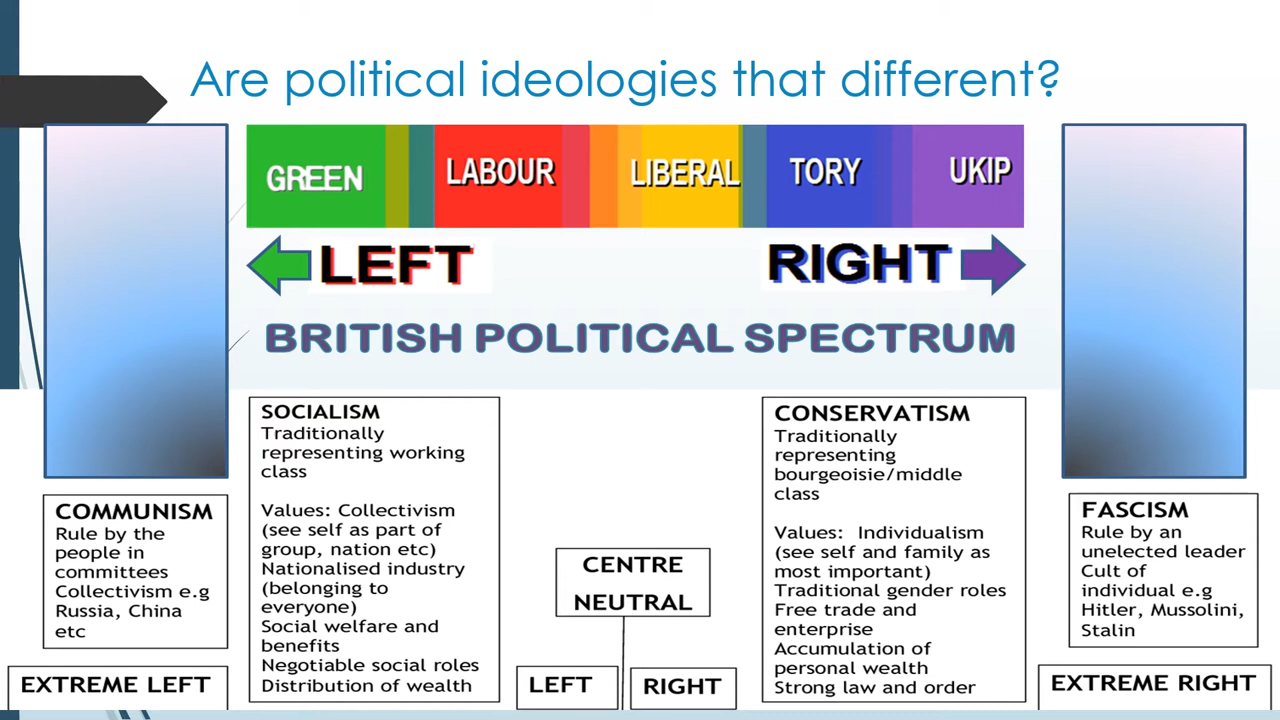 Are political ideologies that different?
GREEN
LABOUR
LIBERAL
TORY
UKIP
LEFT
RIGHT
BRITISH POLITICAL SPECTRUM
COMMUNISM
Rule by the
people in
committees
Collectivism e.g
Russia, China
etc
EXTREME LEFT
SOCIALISM
Traditionally
representing working
class
Values: Collectivism
(see self as part of
group, nation etc)
Nationalised industry
(belonging to
everyone)
Social welfare and
benefits
Negotiable social roles
Distribution of wealth
CENTRE
NEUTRAL
LEFT
RIGHT
CONSERVATISM
Traditionally
representing
bourgeoisie/middle
class
Values: Individualism
(see self and family as
most important)
Traditional gender roles
Free trade and
enterprise
Accumulation of
personal wealth
Strong law and order
FASCISM
Rule by an
unelected leader
Cult of
individual e.g
Hitler, Mussolini,
Stalin
EXTREME RIGHT